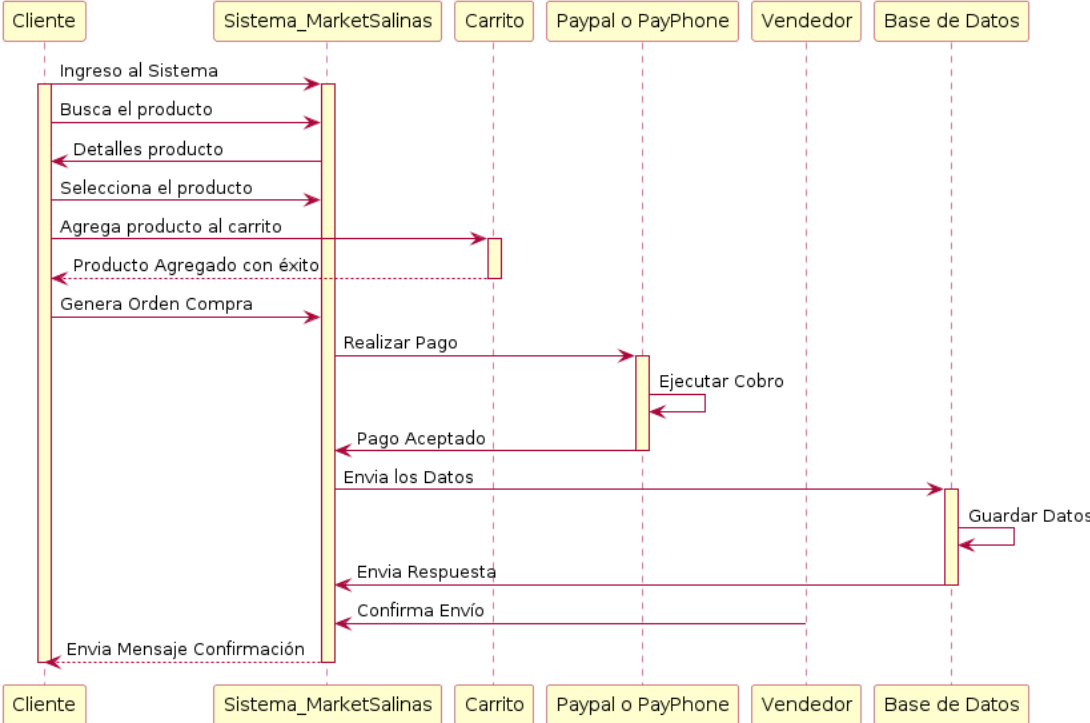 Cliente
Sistema_MarketSalinas
Carrito
Paypal o PayPhone
Vendedor
Base de Datos
Ingreso al Sistema
Busca el producto
Detalles producto
Selecciona el producto
Agrega producto al carrito
Producto Agregado con éxito
Genera Orden Compra
Realizar Pago
Ejecutar Cobro
Pago Aceptado
Envia los Datos
Guardar Datos
Envia Respuesta
Confirma Envío
Envia Mensaje Confirmación
Cliente
Sistema_MarketSalinas
Carrito
Paypal o PayPhone
Vendedor
Base de Datos